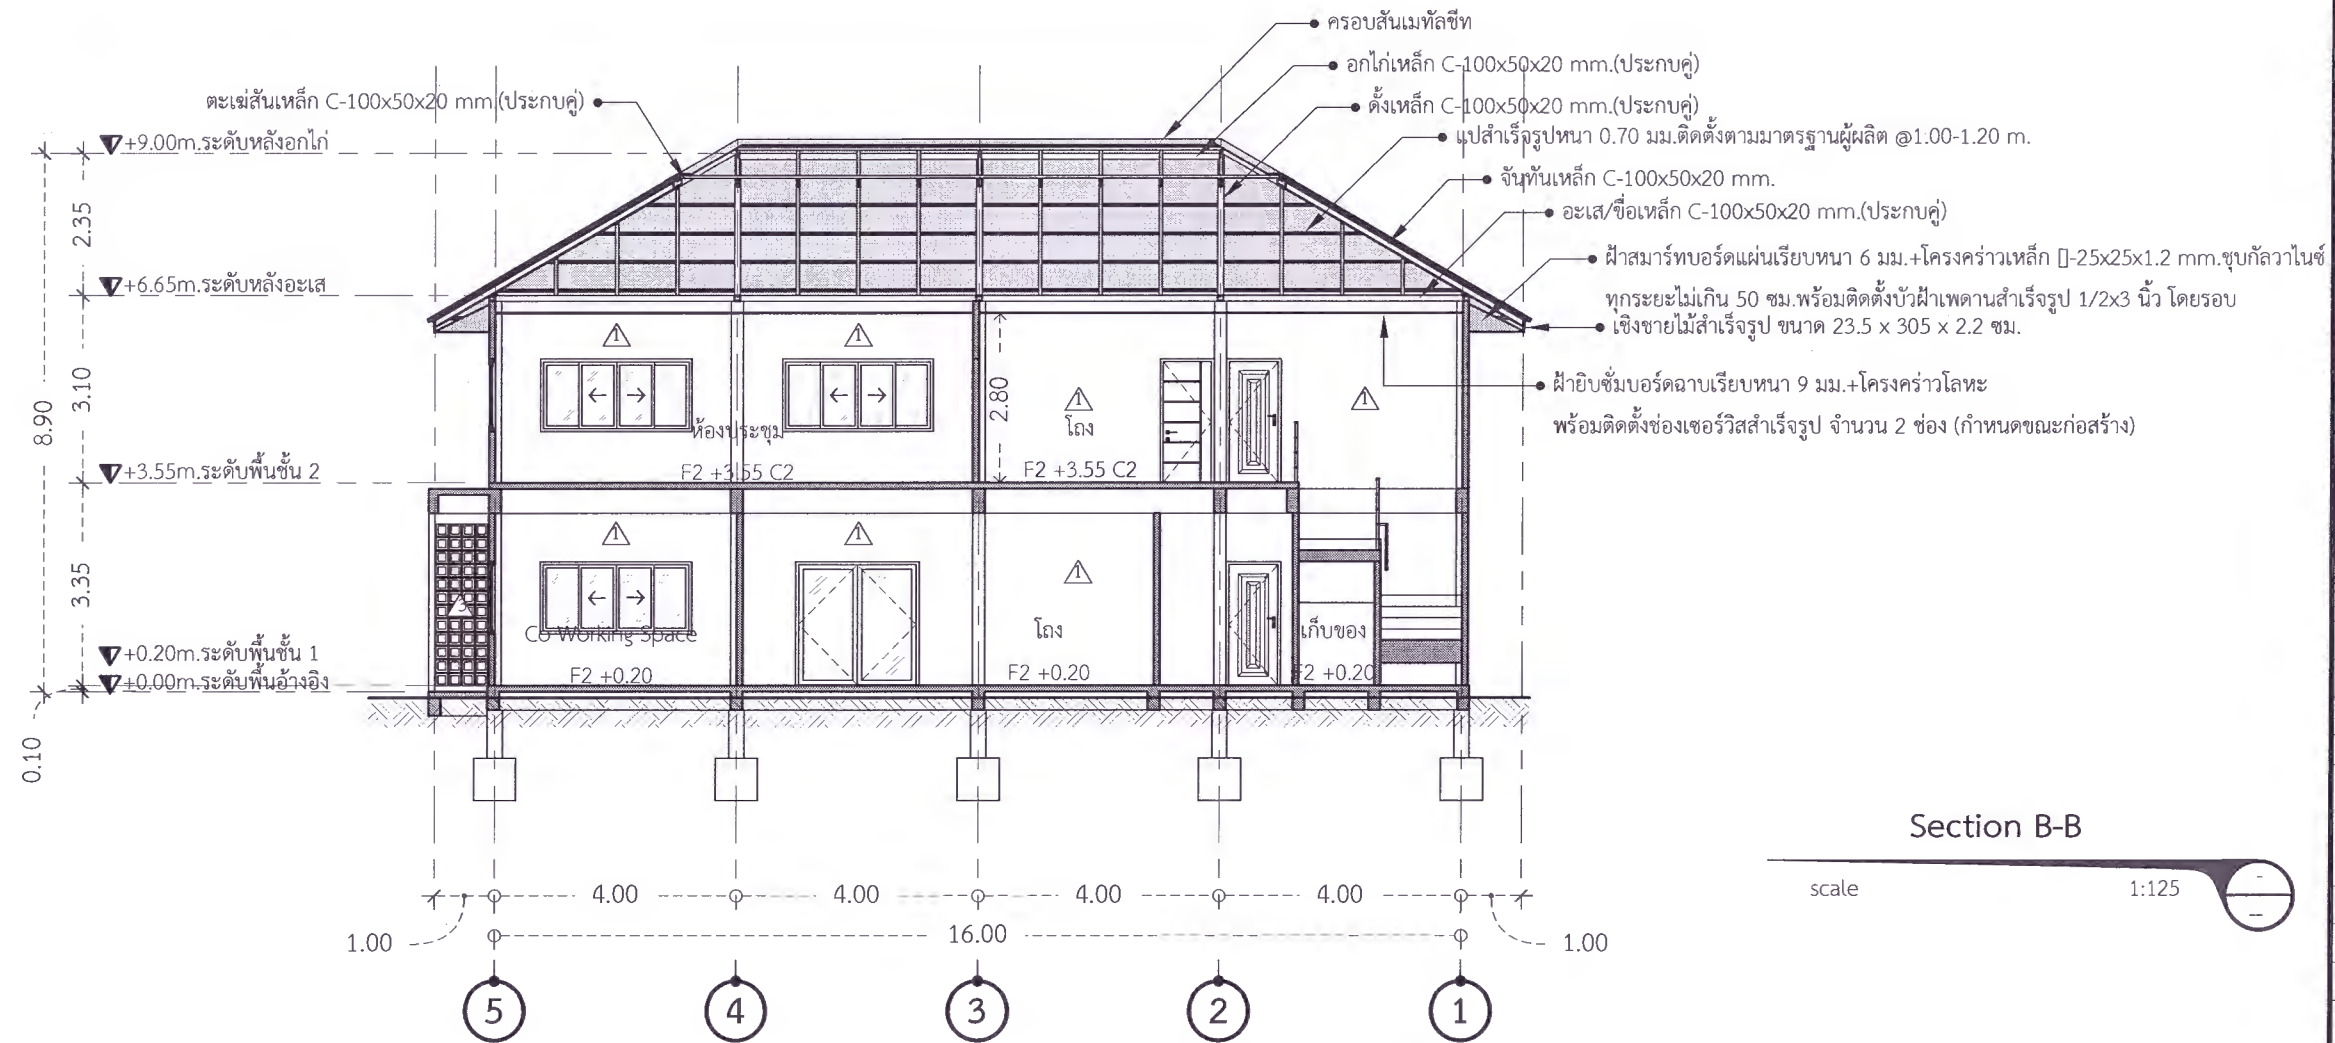 ครอบสันเมทัลชีท
อกไก่เหล็ก C-100x50x20 mm.(ประกบคู่)
ตะเฆ่สันเหล็ก C-100x50x20 mm.(ประกบคู่)
ดั้งเหล็ก C-100x50x20 mm.(ประกบคู่)
แปสำเร็จรูปหนา 0.70 มม.ติดตั้งตามมาตรฐานผู้ผลิต @1.00-1.20 m.
+9.00m.ระดับหลังอกไก่
จันทันเหล็ก C-100x50x20 mm.
อะเส/ขื่อเหล็ก C-100x50x20 mm.(ประกบคู่)
2.35
ฝ้าสมาร์ทบอร์ดแผ่นเรียบหนา 6 มม.+โครงคร่าวเหล็ก []-25x25x1.2 mm.ชุบกัลวาไนซ์
ทุกระยะไม่เกิน 50 ซม.พร้อมติดตั้งบัวฝ้าเพดานสำเร็จรูป 1/2x3 นิ้ว โดยรอบ
+6.65m.ระดับหลังอะเส
เชิงชายไม้สำเร็จรูป ขนาด 23.5 x 305 x 2.2 ซม.
1 1
3.10
2.80
1 1
ฝ้ายิบซั่มบอร์ดฉาบเรียบหนา 9 มม.+โครงคร่าวโลหะ
พร้อมติดตั้งช่องเซอร์วิสสำเร็จรูป จำนวน 2 ช่อง (กำหนดขณะก่อสร้าง)
8.90
ห้องประชุม โถง
+3.55m.ระดับพื้นชั้น 2
F2 +3.55 C2 F2 +3.55 C2
1 1 1
3.35
3
Co-Working Space โถง เก็บของ
+0.20m.ระดับพื้นชั้น 1
F2 +0.20 F2 +0.20 F2 +0.20
+0.00m.ระดับพื้นอ้างอิง
0.10
Section B-B
scale 1:125
4.00 4.00 4.00 4.00
1.00 16.00 1.00
5 4 3 2 1